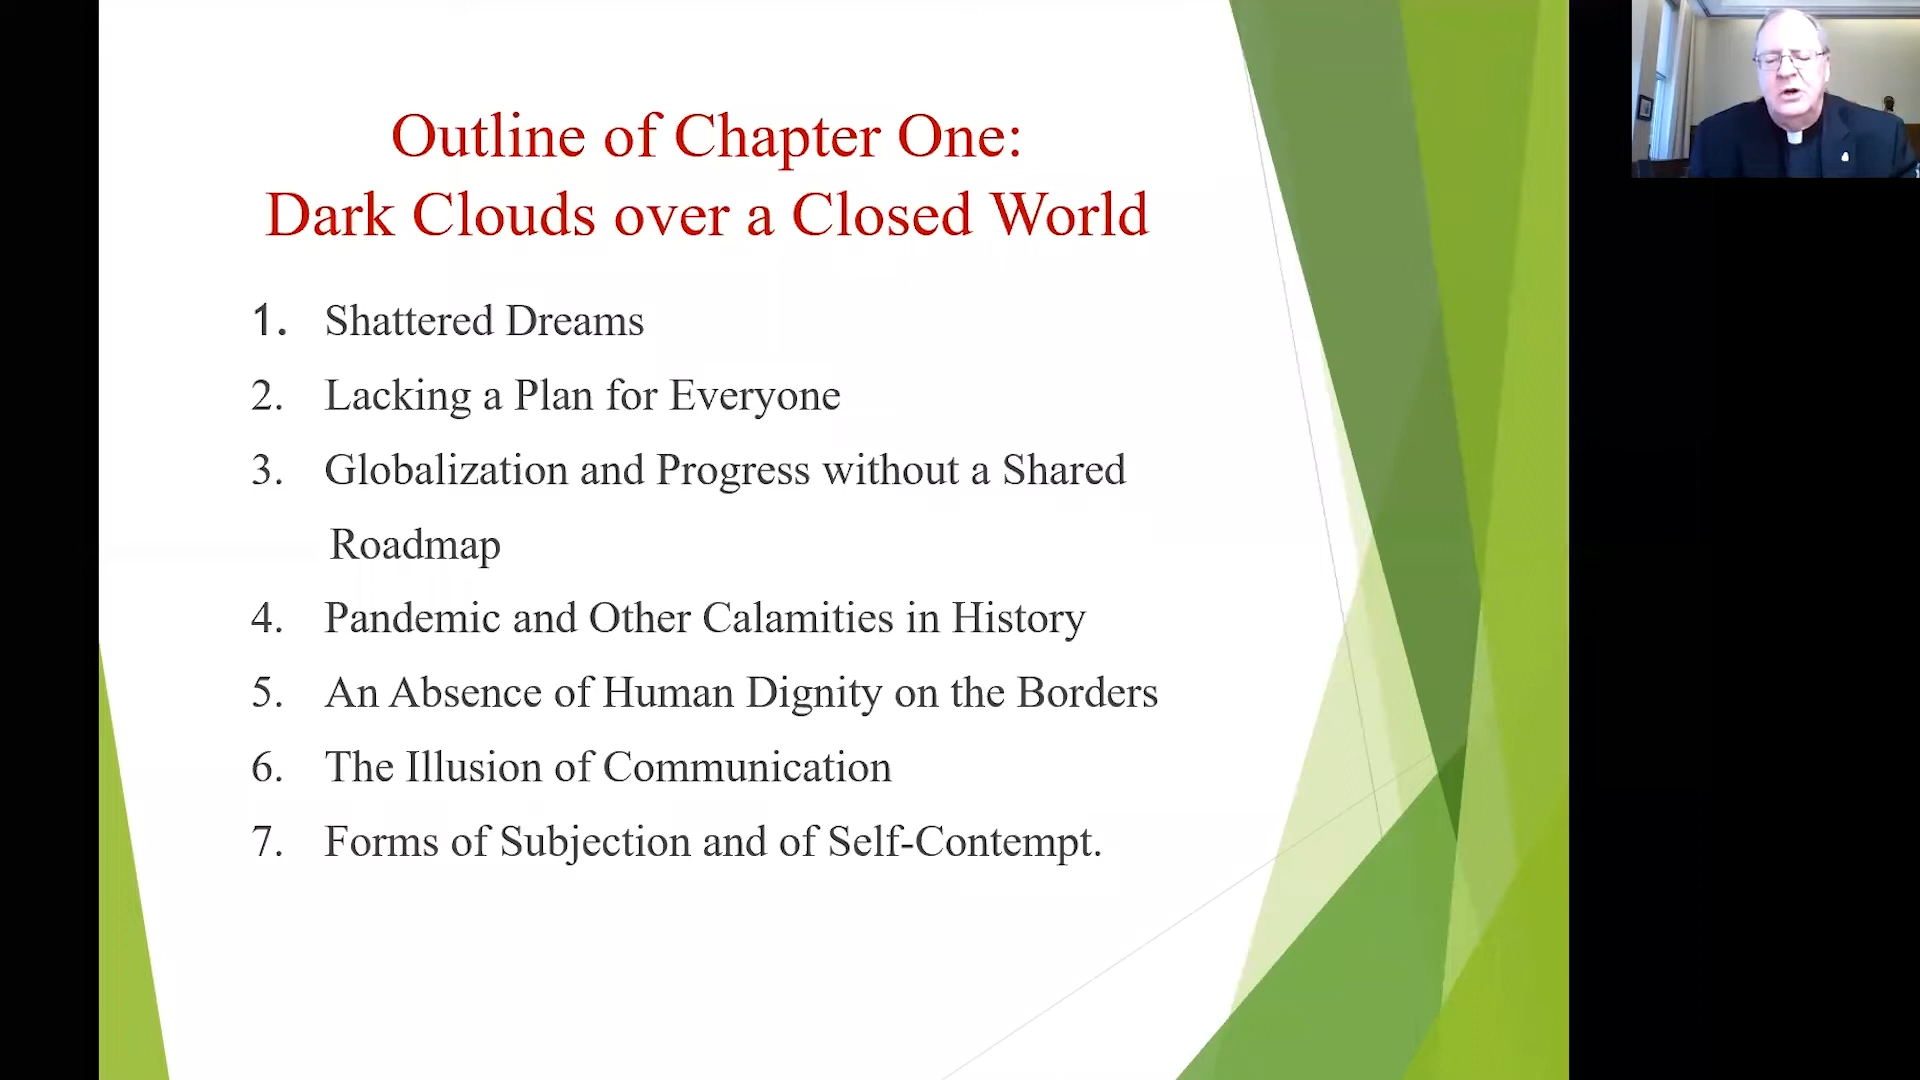 Outline of Chapter One:
Dark Clouds over a Closed World
1. Shattered Dreams
2. Lacking a Plan for Everyone
3. Globalization and Progress without a Shared
Roadmap
4. Pandemic and Other Calamities in History
5. An Absence of Human Dignity on the Borders
6. The Illusion of Communication
7. Forms of Subjection and of Self-Contempt.